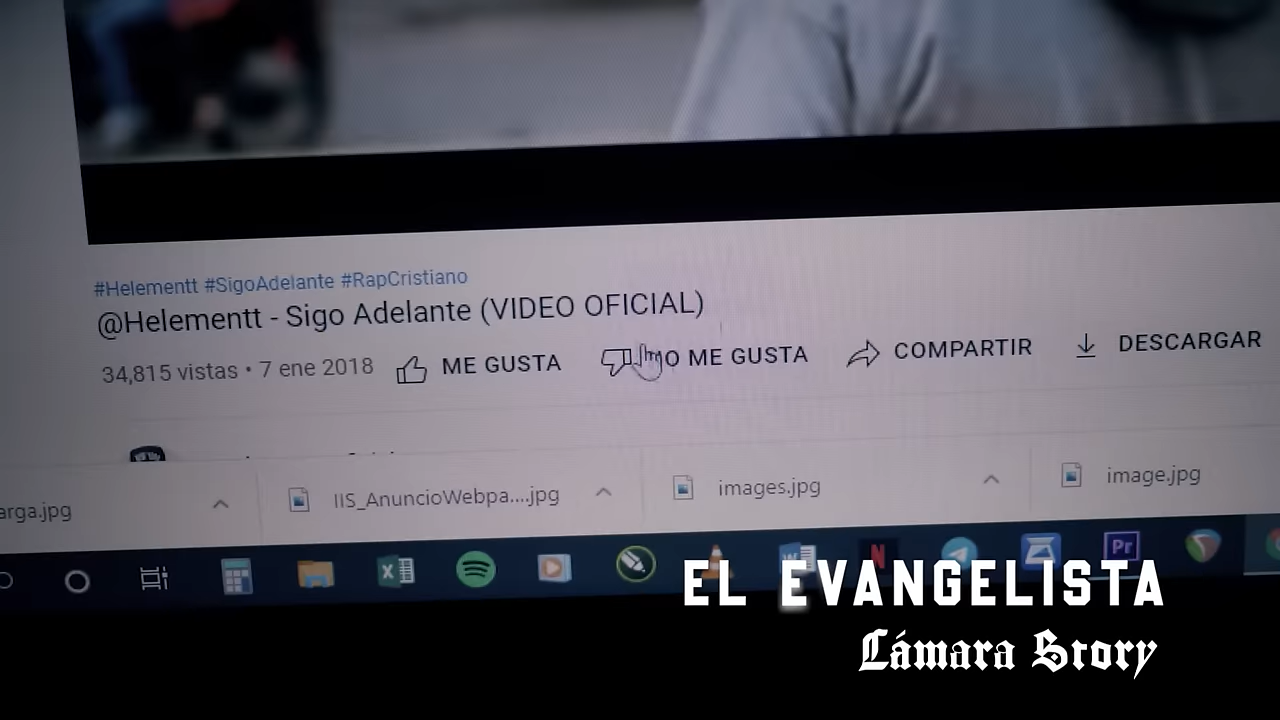 #Helementt #SigoAdelante #RapCristiano
@Helementt - Sigo Adelante (VIDEO OFICIAL)
34,815 vistas • 7 ene 2018 ME GUSTA NO ME GUSTA COMPARTIR DESCARGAR
arga.jpg IIS_AnuncioWebpa....jpg images.jpg image.jpg
Pr
EL EVANGELISTA
Cámara Story